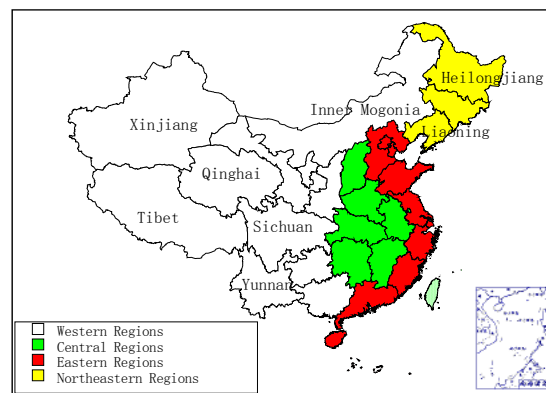 Heilongjiang
Inner Mogonia
Liaoning
Xinjiang
Qinghai
Tibet
Sichuan
Yunnan
Western Regions
Central Regions
Eastern Regions
Northeastern Regions